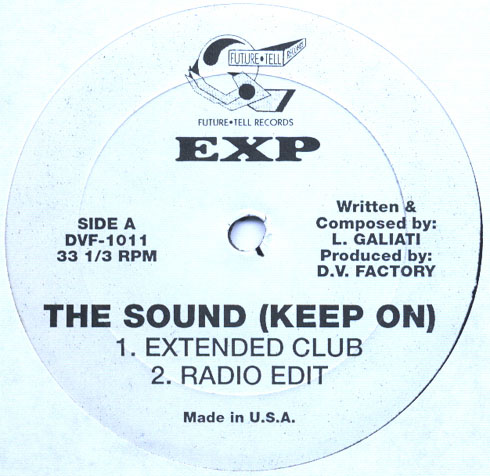 FUTURE•TELL RECORDS
FUTURE•TELL RECORDS
EXP
SIDE A
DVF-1011
33 1/3 RPM
Written &
Composed by:
L. GALIATI
Produced by:
D.V. FACTORY
THE SOUND (KEEP ON)
1. EXTENDED CLUB
2. RADIO EDIT
Made in U.S.A.